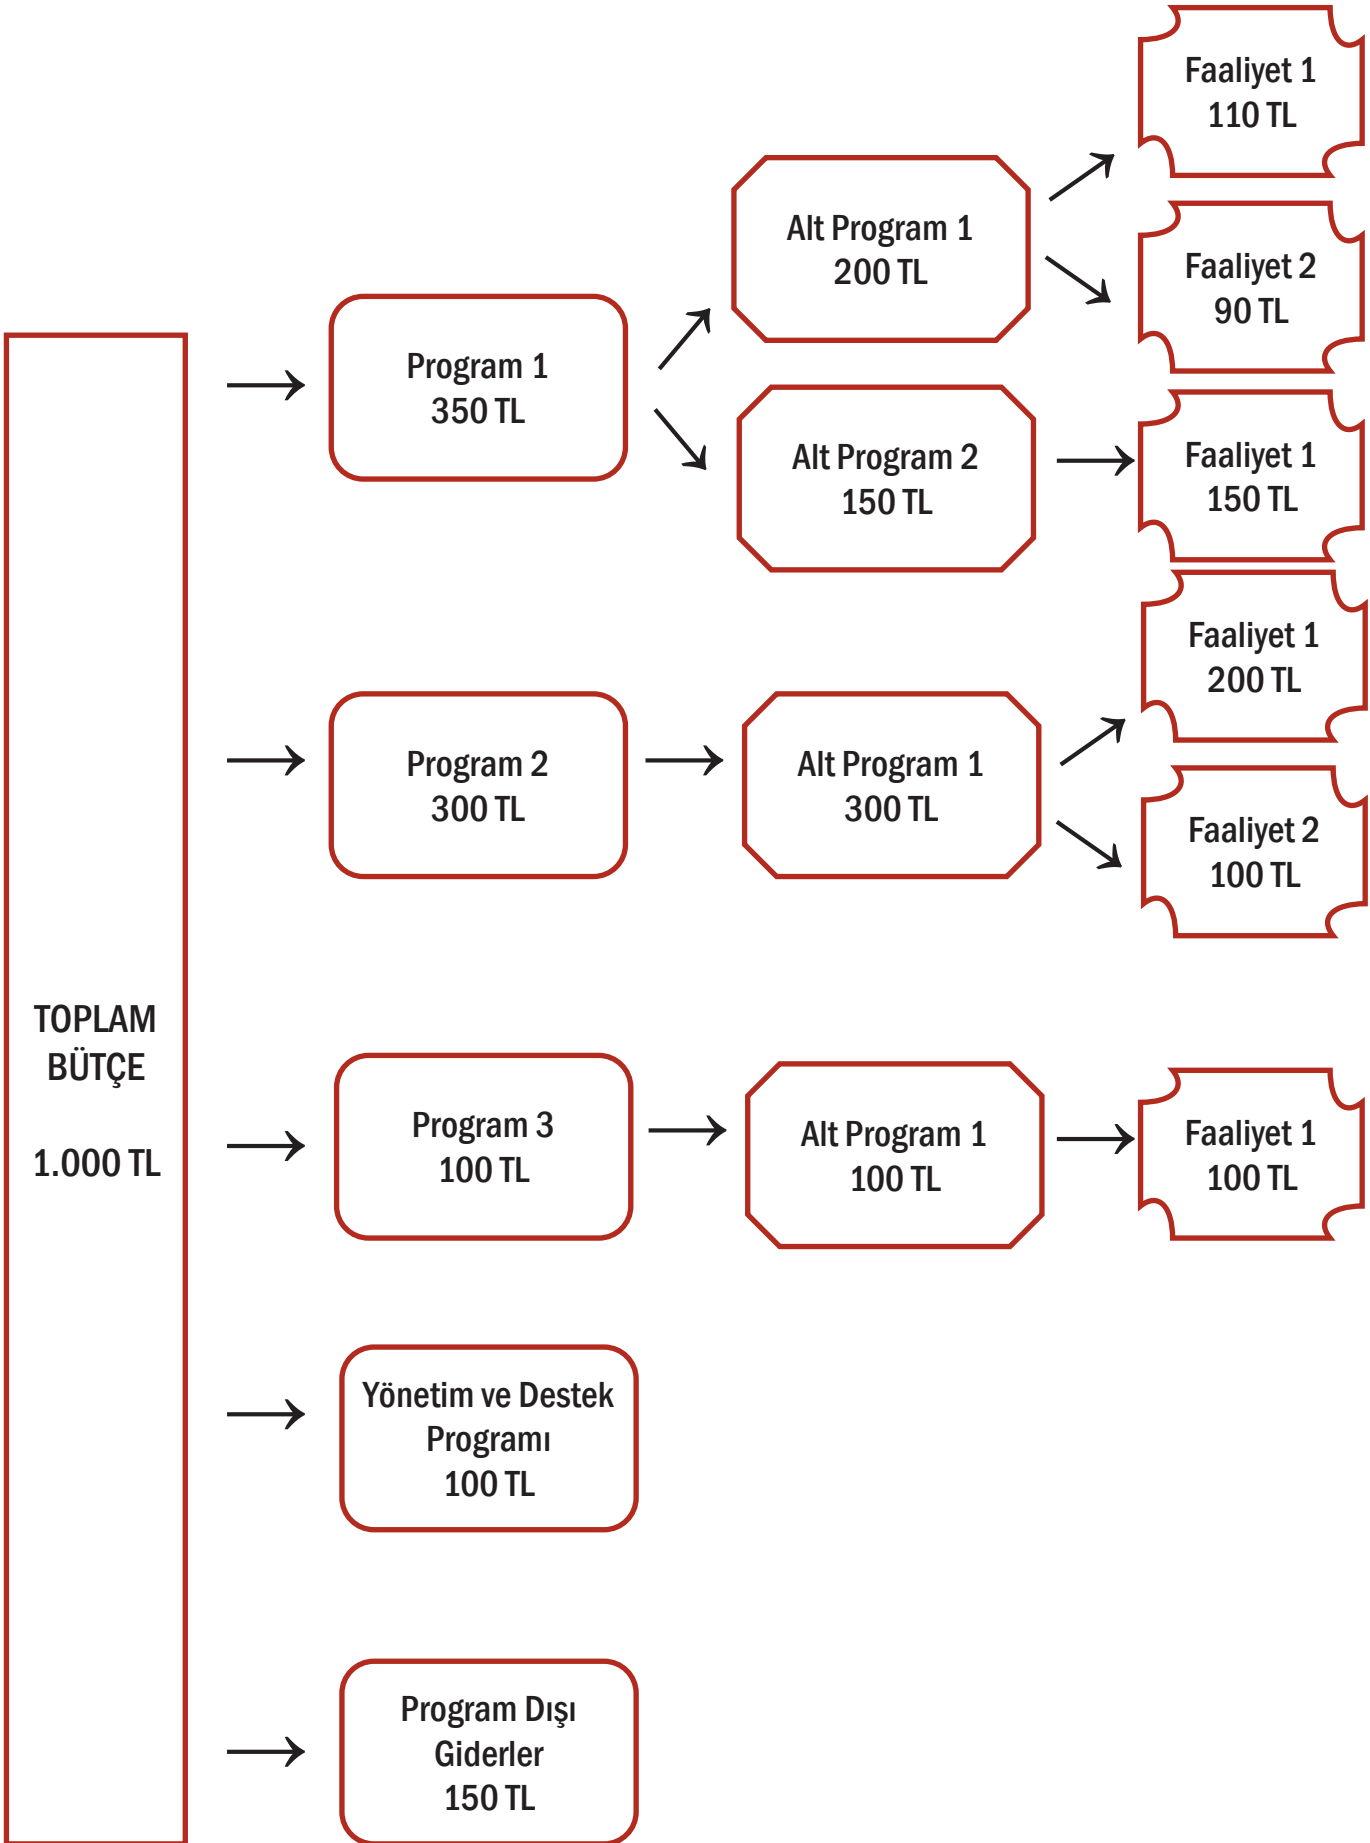 TOPLAM
BÜTÇE
1.000 TL
Program 1
350 TL
Alt Program 1
200 TL
Faaliyet 1
110 TL
Faaliyet 2
90 TL
Alt Program 2
150 TL
Faaliyet 1
150 TL
Program 2
300 TL
Alt Program 1
300 TL
Faaliyet 1
200 TL
Faaliyet 2
100 TL
Program 3
100 TL
Alt Program 1
100 TL
Faaliyet 1
100 TL
Yönetim ve Destek
Programı
100 TL
Program Dışı
Giderler
150 TL